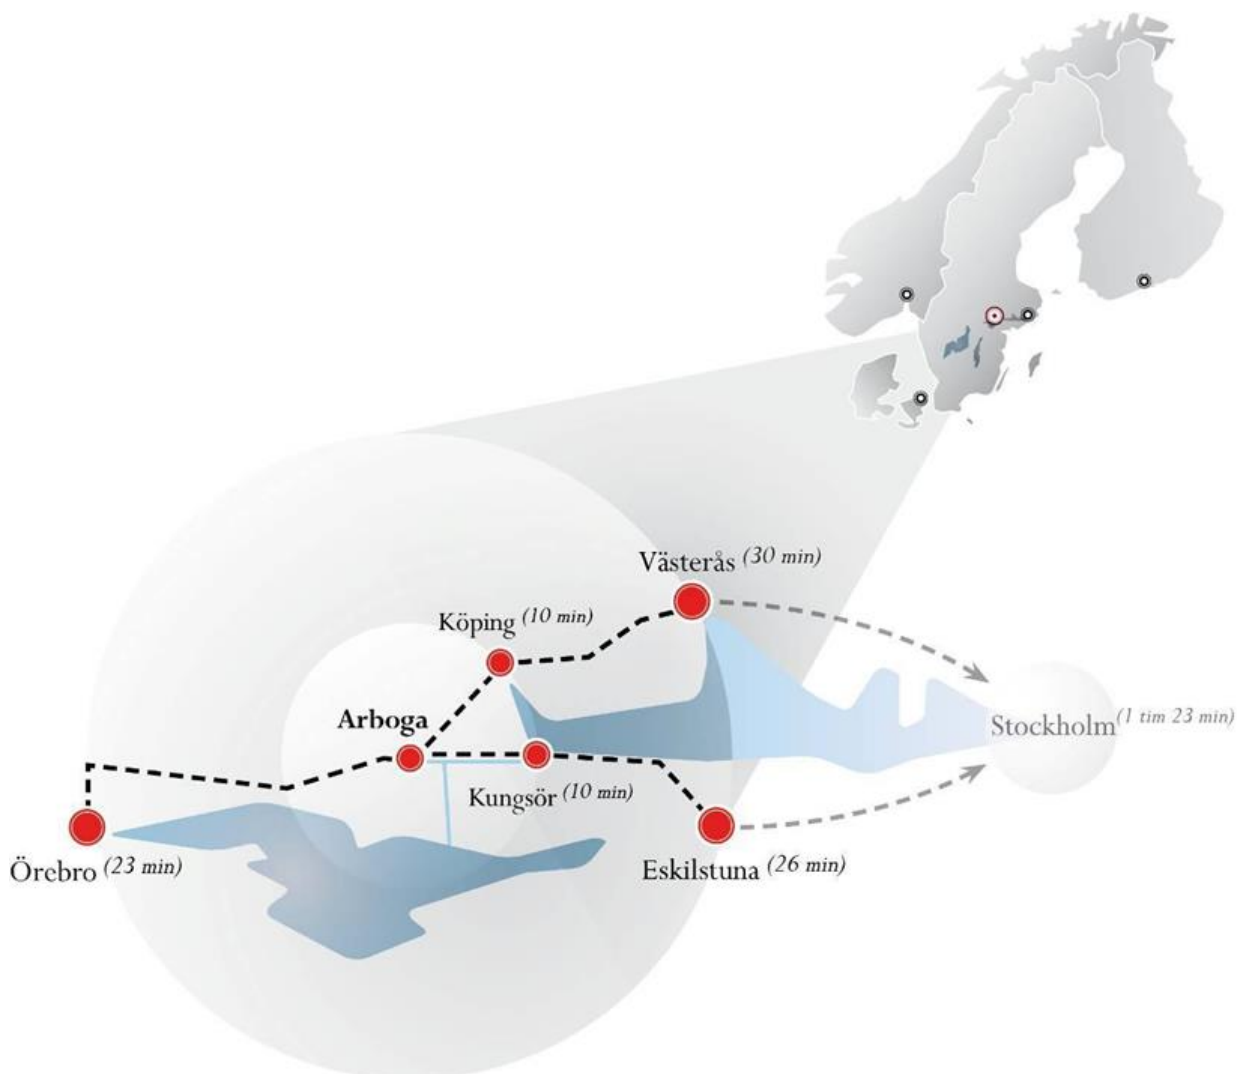 Västerås (30 min)
Köping (10 min)
Arboga
Stockholm (1 tim 23 min)
Kungsör (10 min)
Örebro (23 min)
Eskilstuna (26 min)